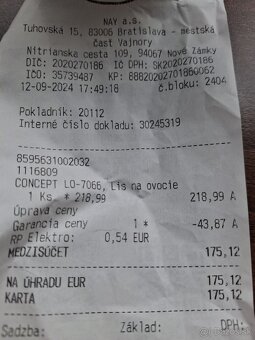 NAY a.s.
Tuhovská 15, 83006 Bratislava - mestská
časť Vajnory
Nitrianska cesta 109, 94067 Nové Zámky
DIČ: 2020270186 IČ DPH: SK2020270186
IČO: 35739487 KP: 88820202701860062
12-09-2024 17:49:18 č.bloku: 2404
Pokladník: 20112
Interné číslo dokladu: 30245319
8595631002032
1116809
CONCEPT LO-7066, Lis na ovocie
1 Ks. * 218,99 218,99 A
Úprava ceny
Garancia ceny 1 * -43,87 A
RP Elektro: 0,54 EUR
MEDZISÚČET 175,12
NA ÚHRADU EUR 175,12
KARTA 175,12
Sadzba: Základ: DPH: